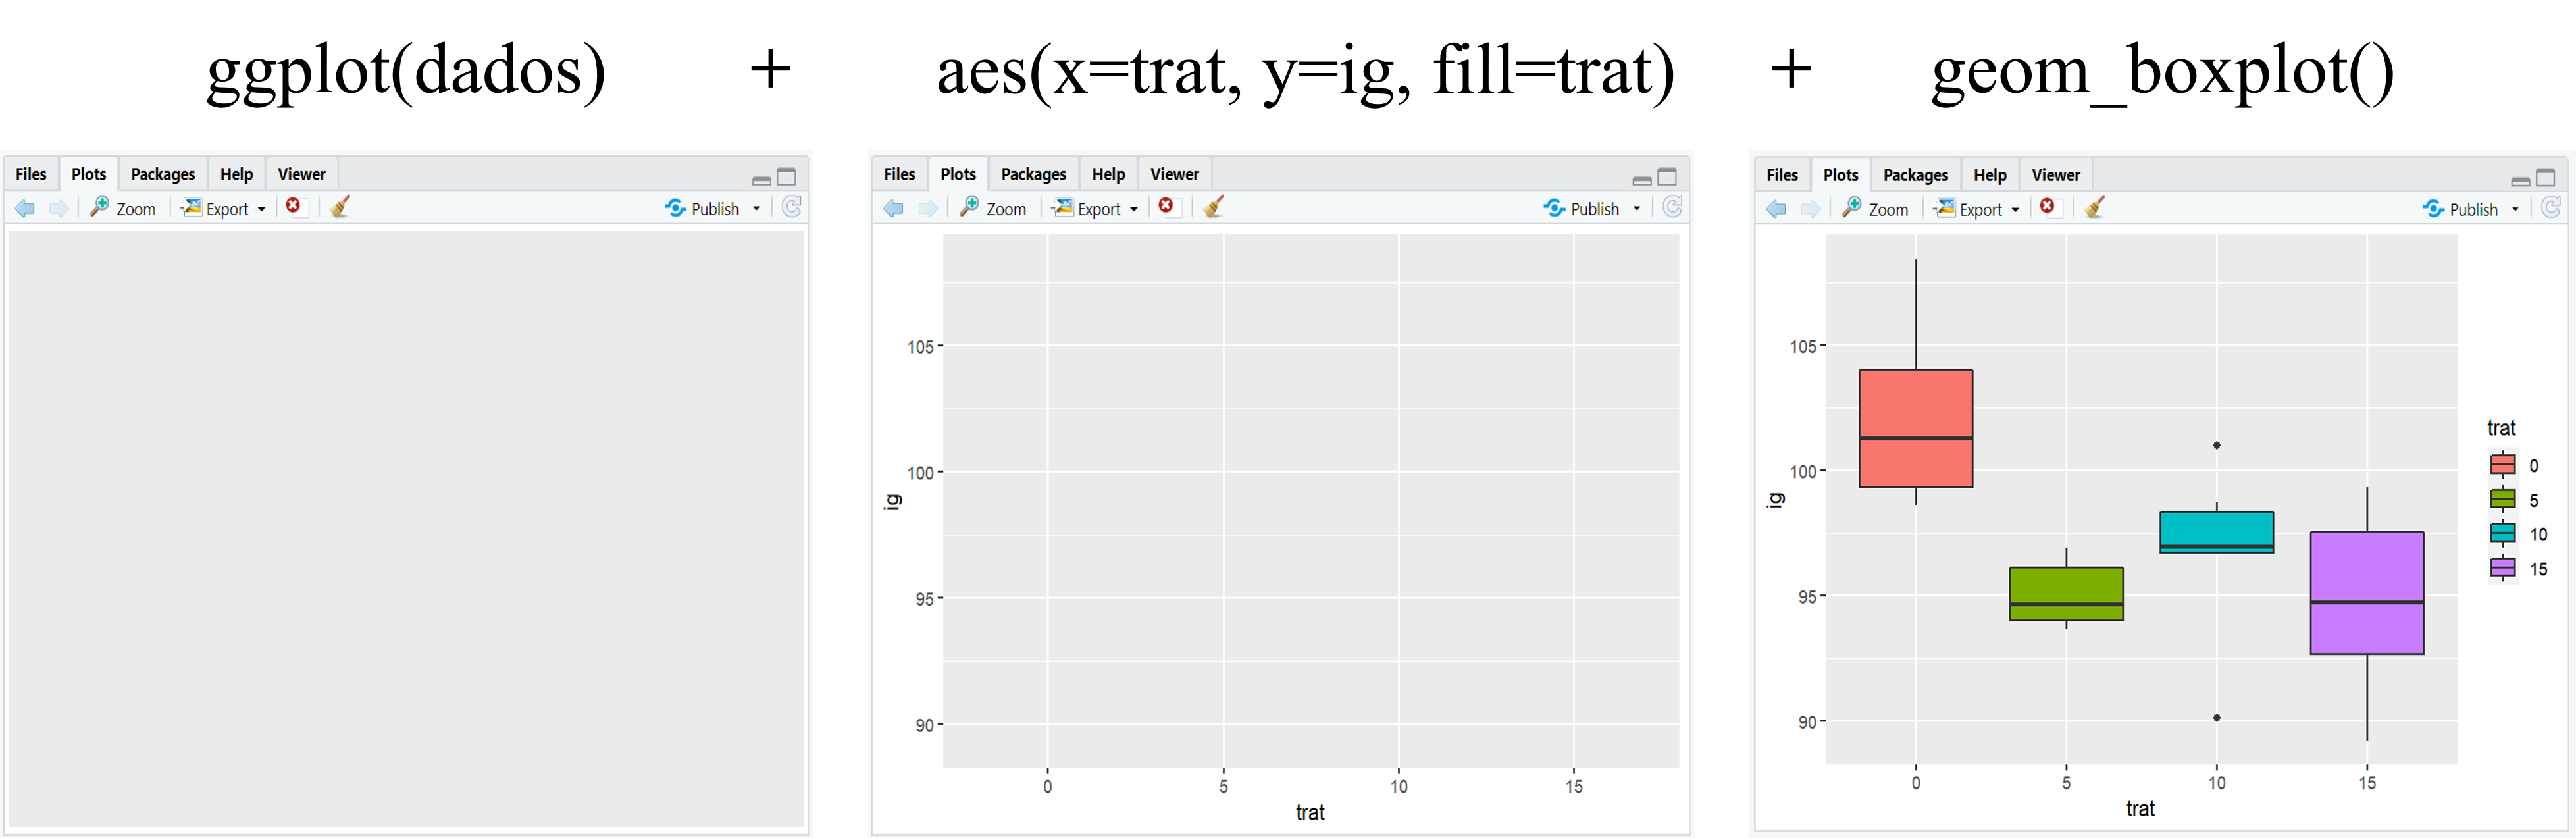 ggplot(dados) + aes(x=trat, y=ig, fill=trat) + geom_boxplot()
Files Plots Packages Help Viewer
Zoom Export Publish
Files Plots Packages Help Viewer
Zoom Export Publish
105
100
95
90
ig
0 5 10 15
trat
Files Plots Packages Help Viewer
Zoom Export Publish
105
100
95
90
ig
0 5 10 15
trat
trat
0
5
10
15